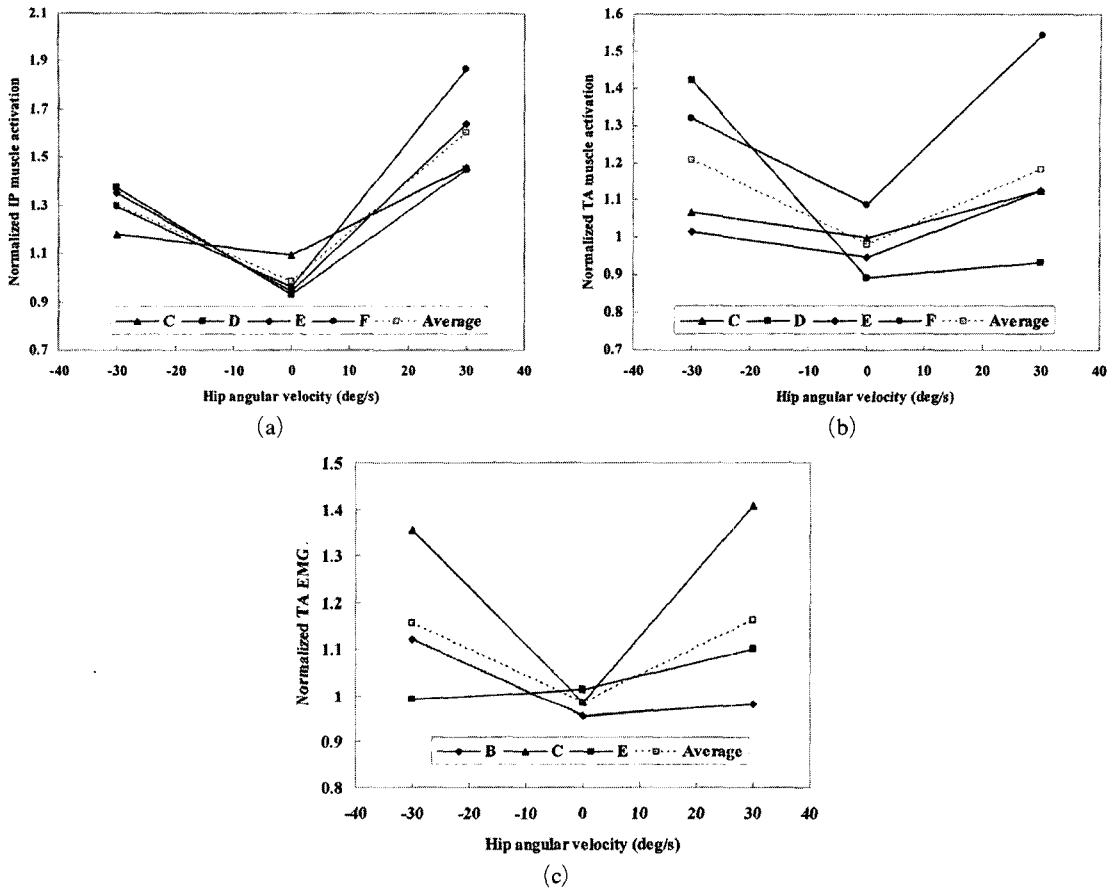 2.1
1.9
1.7
1.5
1.3
1.1
0.9
0.7
Normalized IP muscle activation
C D E F Average
-40 -30 -20 -10 0 10 20 30 40
Hip angular velocity (deg/s)
(a)
1.6
1.5
1.4
1.3
1.2
1.1
1
0.9
0.8
0.7
Normalized TA muscle activation
C D E F Average
-40 -30 -20 -10 0 10 20 30 40
Hip angular velocity (deg/s)
(b)
1.5
1.4
1.3
1.2
1.1
1
0.9
0.8
Normalized TA EMG
B C E Average
-40 -30 -20 -10 0 10 20 30 40
Hip angular velocity (deg/s)
(c)